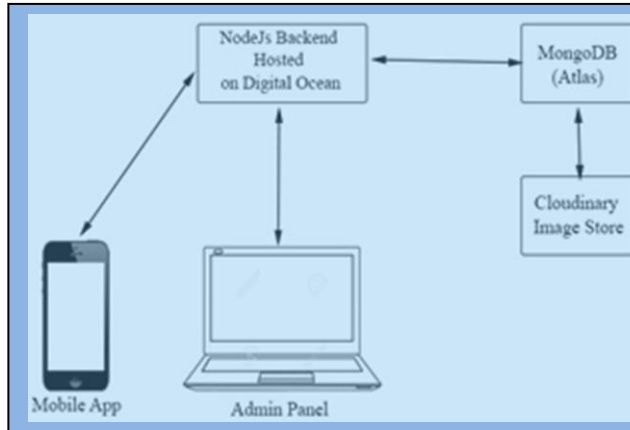 NodeJs Backend
Hosted
on Digital Ocean
MongoDB
(Atlas)
Cloudinary
Image Store
Mobile App
Admin Panel